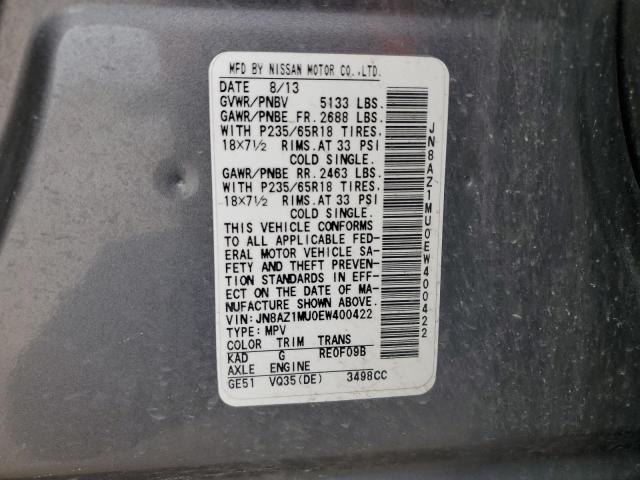 MFD BY NISSAN MOTOR CO.,LTD.
DATE 8/13
GVWR/PNBV 5133 LBS.
GAWR/PNBE FR. 2688 LBS.
WITH P235/65R18 TIRES.
18×7½ RIMS. AT 33 PSI
COLD SINGLE.
GAWR/PNBE RR. 2463 LBS.
WITH P235/65R18 TIRES.
18×7½ RIMS. AT 33 PSI
COLD SINGLE.
THIS VEHICLE CONFORMS
TO ALL APPLICABLE FED-
ERAL MOTOR VEHICLE SA-
FETY AND THEFT PREVEN-
TION STANDARDS IN EFF-
ECT ON THE DATE OF MA-
NUFACTURE SHOWN ABOVE.
VIN: JN8AZ1MU0EW400422
TYPE: MPV
COLOR TRIM TRANS
KAD G RE0F09B
AXLE ENGINE
GE51 VQ35(DE) 3498CC
JN8AZ1MU0EW400422